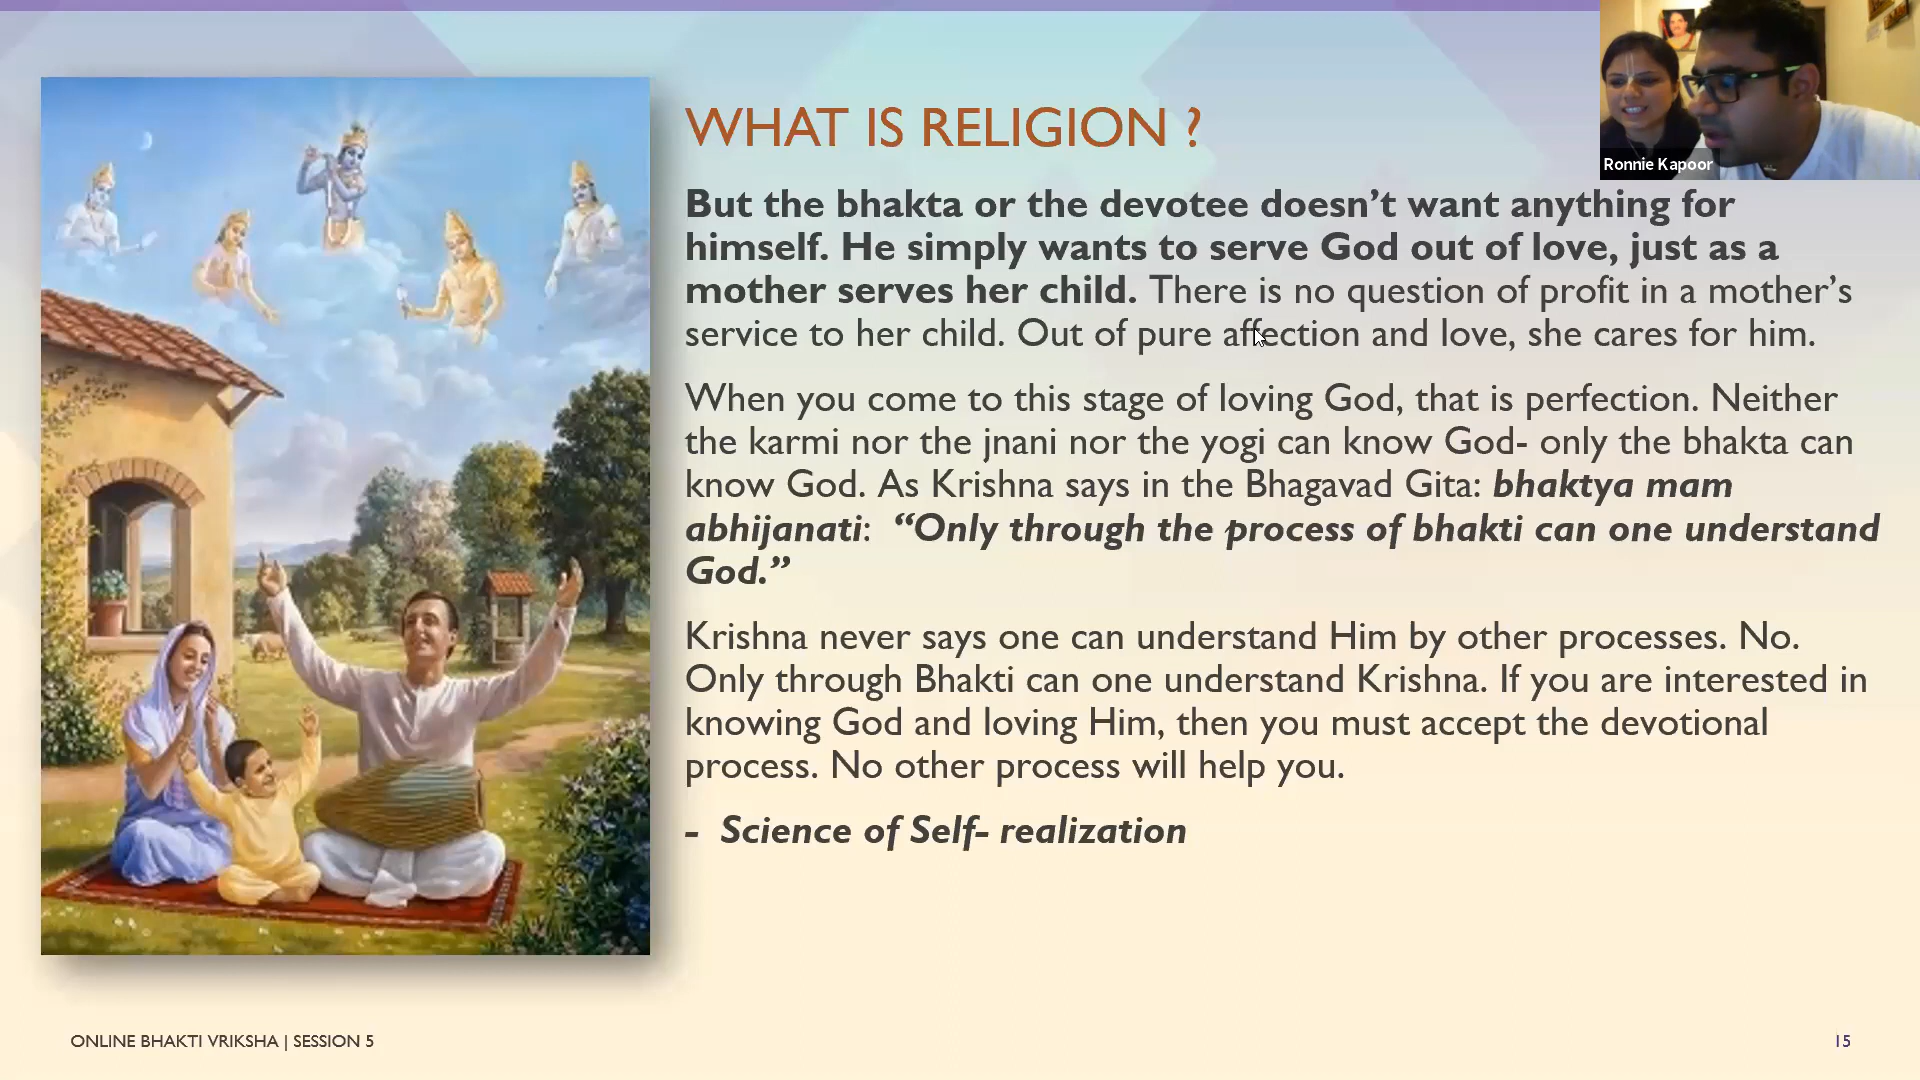 WHAT IS RELIGION ?
Ronnie Kapoor
But the bhakta or the devotee doesn’t want anything for
himself. He simply wants to serve God out of love, just as a
mother serves her child. There is no question of profit in a mother’s
service to her child. Out of pure affection and love, she cares for him.
When you come to this stage of loving God, that is perfection. Neither
the karmi nor the jnani nor the yogi can know God- only the bhakta can
know God. As Krishna says in the Bhagavad Gita: bhaktya mam
abhijanati:  “Only through the process of bhakti can one understand
God.”
Krishna never says one can understand Him by other processes. No.
Only through Bhakti can one understand Krishna. If you are interested in
knowing God and loving Him, then you must accept the devotional
process. No other process will help you.
- Science of Self- realization
ONLINE BHAKTI VRIKSHA | SESSION 5
15